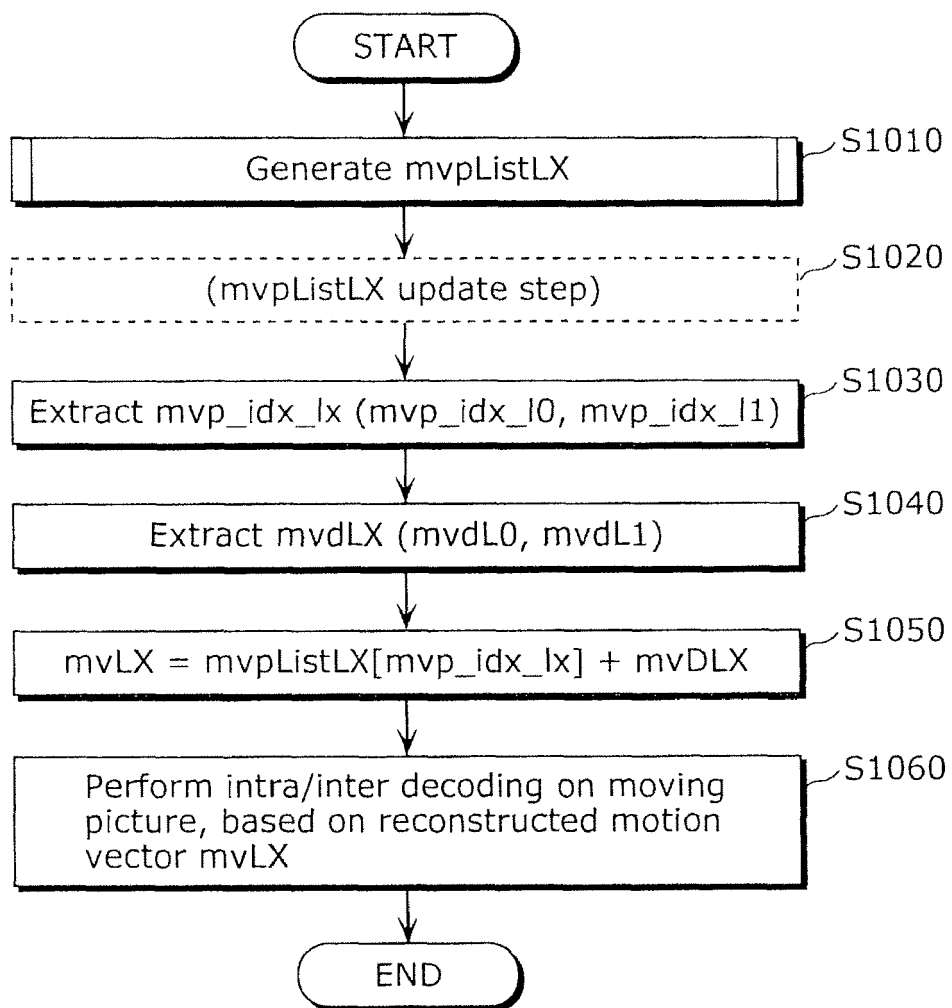 START
Generate mvpListLX
S1010
(mvpListLX update step)
S1020
Extract mvp_idx_lx (mvp_idx_l0, mvp_idx_l1)
S1030
Extract mvdLX (mvdL0, mvdL1)
S1040
mvLX = mvpListLX[mvp_idx_lx] + mvDLX
S1050
Perform intra/inter decoding on moving
picture, based on reconstructed motion
vector mvLX
S1060
END